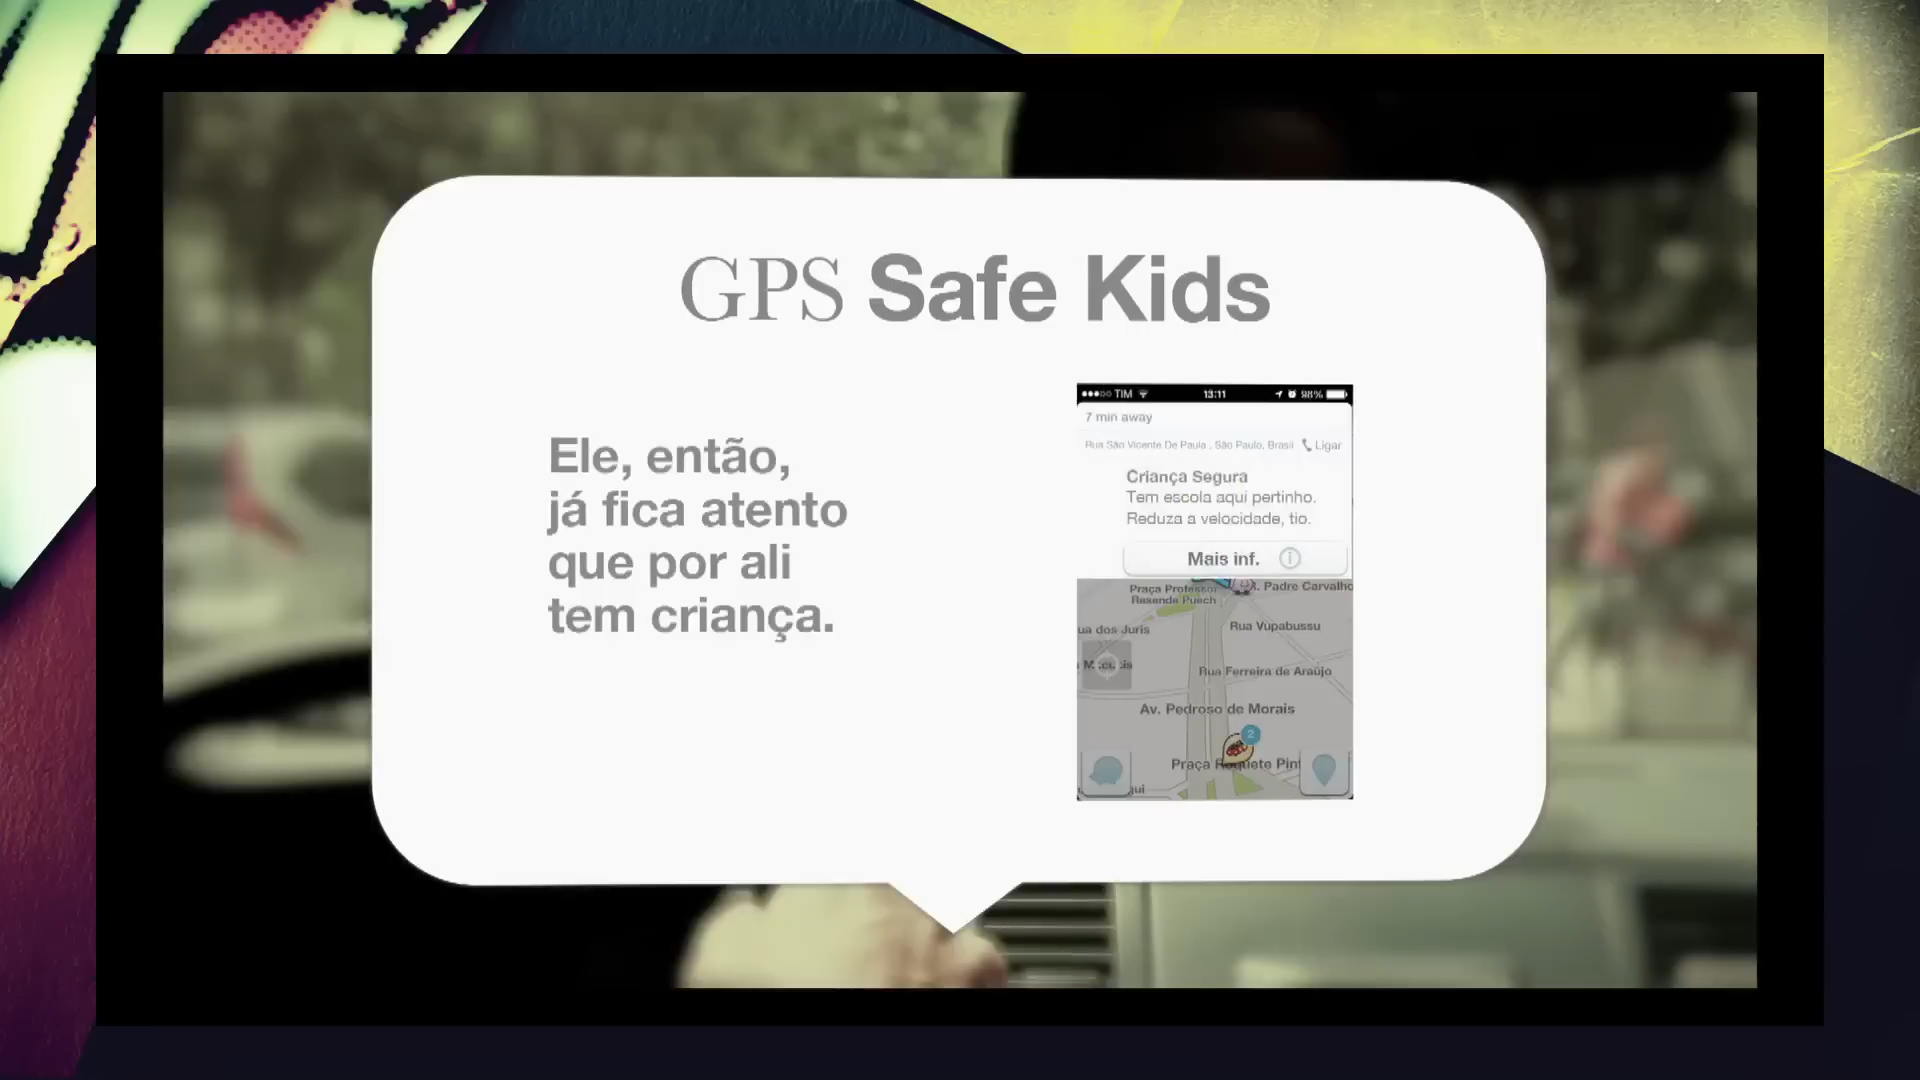 GPS Safe Kids
Ele, então,
já fica atento
que por ali
tem criança.
TIM 13:11 98%
7 min away
Rua São Vicente De Paula , São Paulo, Brasil Ligar
Criança Segura
Tem escola aqui pertinho.
Reduza a velocidade, tio.
Mais inf.
Praça Professor
Resende Puech
Padre Carvalho
ua dos Juris
Rua Vupabussu
Rua Ferreira de Araújo
Av. Pedroso de Morais
2
Praça Roquete Pint